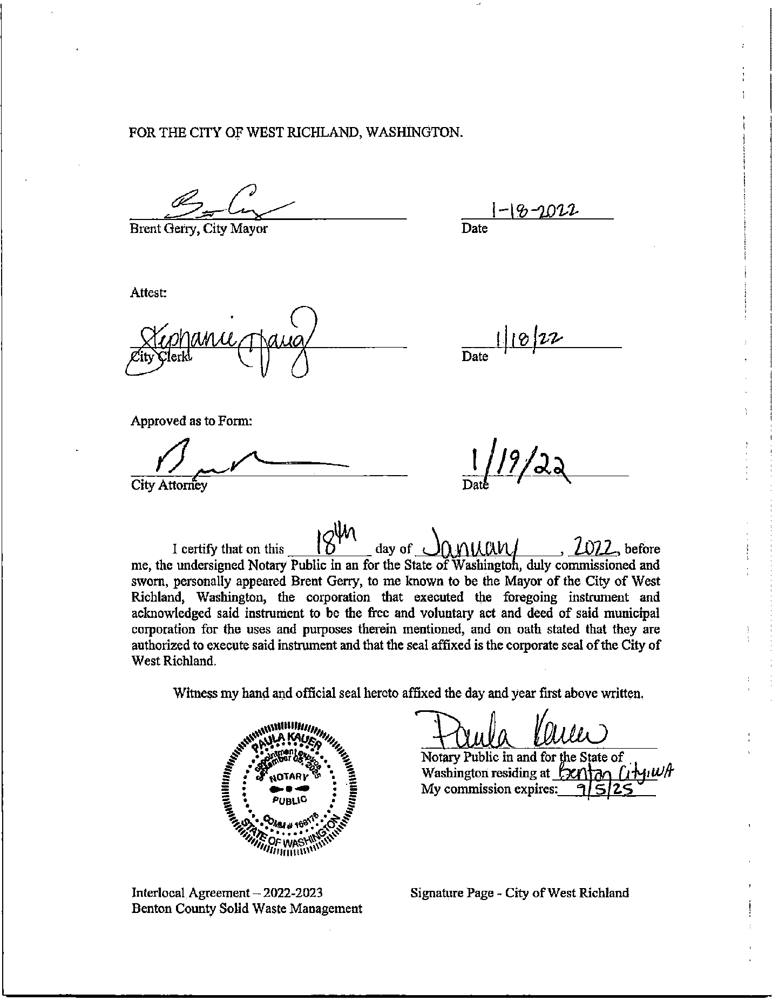 FOR THE CITY OF WEST RICHLAND, WASHINGTON.
1-18-2022
Brent Gerry, City Mayor Date
Attest:
Stephanie Haug 1/18/22
City Clerk Date
Approved as to Form:
1/19/22
City Attorney Date
I certify that on this 18th day of January, 2022, before
me, the undersigned Notary Public in an for the State of Washington, duly commissioned and
sworn, personally appeared Brent Gerry, to me known to be the Mayor of the City of West
Richland, Washington, the corporation that executed the foregoing instrument and
acknowledged said instrument to be the free and voluntary act and deed of said municipal
corporation for the uses and purposes therein mentioned, and on oath stated that they are
authorized to execute said instrument and that the seal affixed is the corporate seal of the City of
West Richland.
Witness my hand and official seal hereto affixed the day and year first above written.
Paula Kauer
Notary Public in and for the State of
Washington residing at Benton City, WA
My commission expires: 9/5/25
PAULA KAUER
appointment expires
September 05, 2025
NOTARY
PUBLIC
COMM # 168176
STATE OF WASHINGTON
Interlocal Agreement – 2022-2023 Signature Page - City of West Richland
Benton County Solid Waste Management